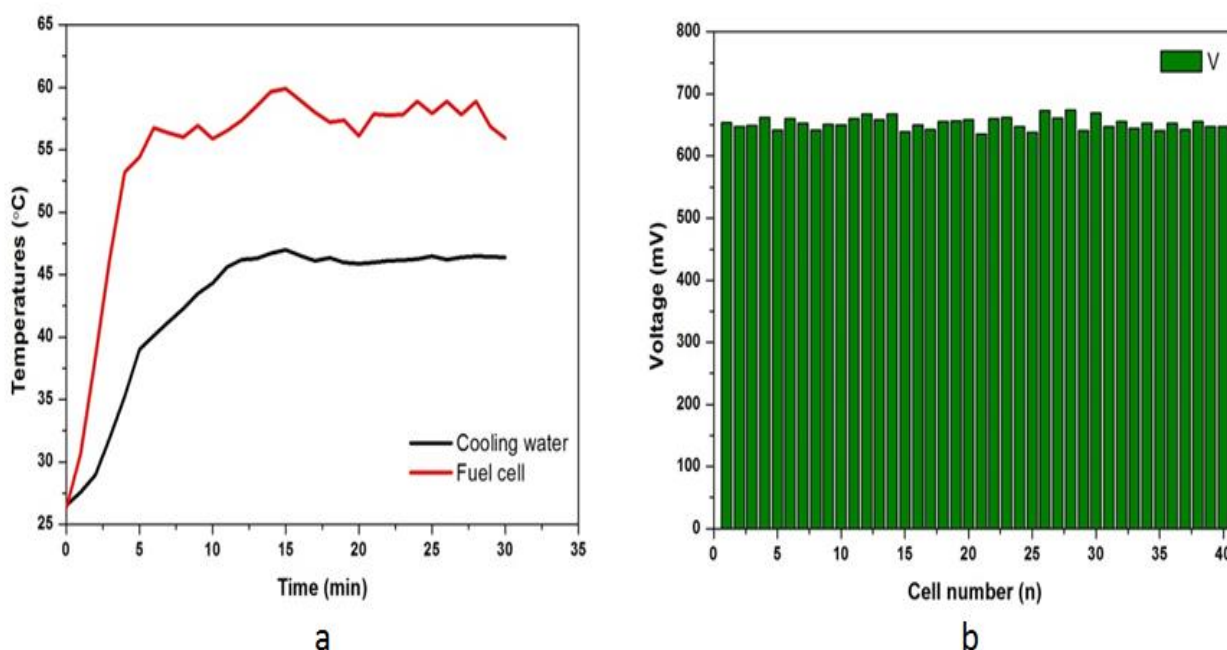 65
60
55
50
45
40
35
30
25
0 5 10 15 20 25 30 35
Temperatures (°C)
Time (min)
Cooling water
Fuel cell
a
800
700
600
500
400
300
200
100
0
0 5 10 15 20 25 30 35 40
Voltage (mV)
Cell number (n)
V
b